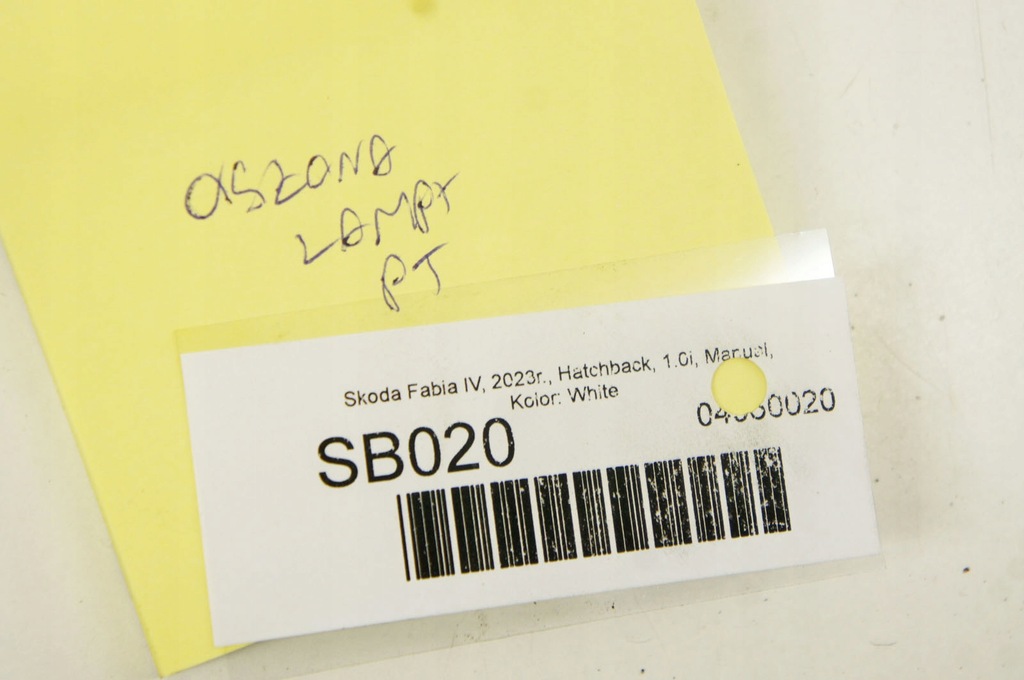 OSŁONA
LAMPY
PT
Skoda Fabia IV, 2023r., Hatchback, 1.0i, Manual,
Kolor: White
SB020